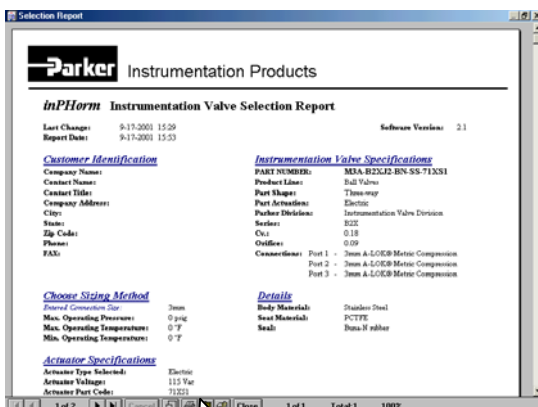 Selection Report
Parker Instrumentation Products
inPHorm Instrumentation Valve Selection Report
Last Change: 9-17-2001 15:29 Software Version: 2.1
Report Date: 9-17-2001 15:53
Customer Identification
Company Name:
Contact Name:
Contact Title:
Company Address:
City:
State:
Zip Code:
Phone:
FAX:
Instrumentation Valve Specifications
PART NUMBER: M3A-B2XJ2-BN-SS-71XS1
Product Line: Ball Valves
Part Shape: Three-way
Part Actuation: Electric
Parker Division: Instrumentation Valve Division
Series: B2X
Cv.: 0.18
Orifice: 0.09
Connections: Port 1 - 3mm A-LOK® Metric Compression
Port 2 - 3mm A-LOK® Metric Compression
Port 3 - 3mm A-LOK® Metric Compression
Choose Sizing Method
Entered Connection Size: 3mm
Max. Operating Pressure: 0 psig
Max. Operating Temperature: 0 °F
Min. Operating Temperature: 0 °F
Details
Body Material: Stainless Steel
Seat Material: PCTFE
Seal: Buna-N rubber
Actuator Specifications
Actuator Type Selected: Electric
Actuator Voltage: 115 Vac
Actuator Part Code: 71XS1
1 of 2 Cancel Close 1 of 1 Total:1 100%